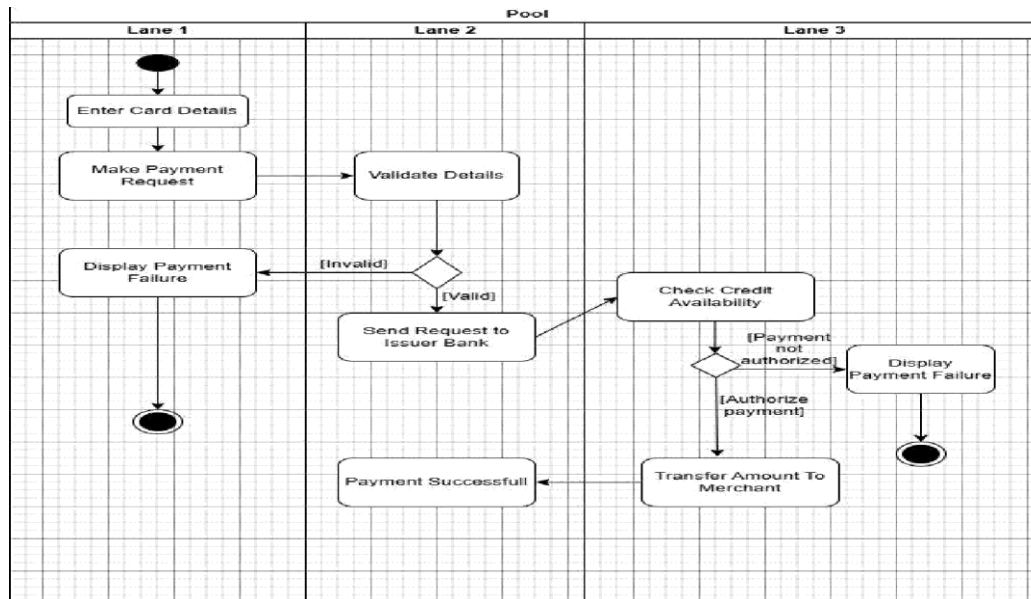 Pool
Lane 1
Lane 2
Lane 3
Enter Card Details
Make Payment
Request
Validate Details
Display Payment
Failure
[Invalid]
[Valid]
Send Request to
Issuer Bank
Check Credit
Availability
[Payment
not
authorized]
Display
Payment Failure
[Authorize
payment]
Payment Successfull
Transfer Amount To
Merchant